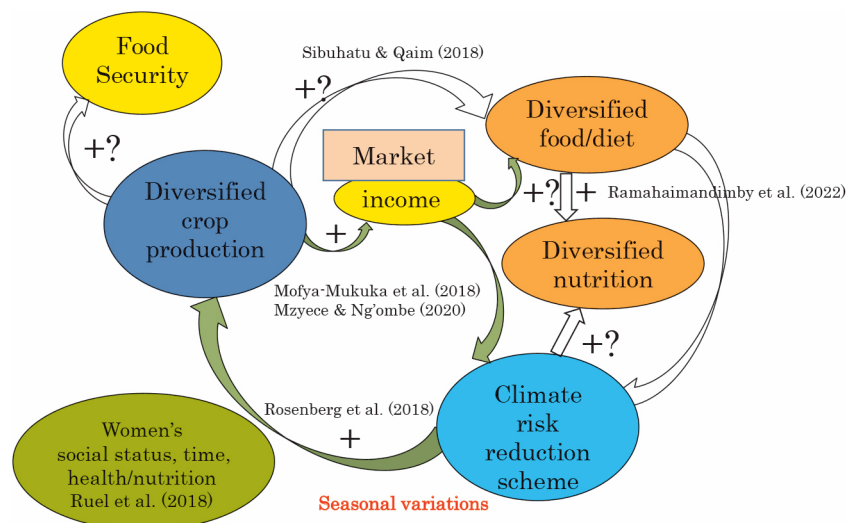 Food
Security
Sibuhatu & Qaim (2018)
+?
+?
Diversified
food/diet
Market
income
Diversified
crop
production
+
+?
+
Ramahaimandimby et al. (2022)
Diversified
nutrition
Mofya-Mukuka et al. (2018)
Mzyece & Ng'ombe (2020)
+?
Climate
risk
reduction
scheme
Rosenberg et al. (2018)
+
Women's
social status, time,
health/nutrition
Ruel et al. (2018)
Seasonal variations